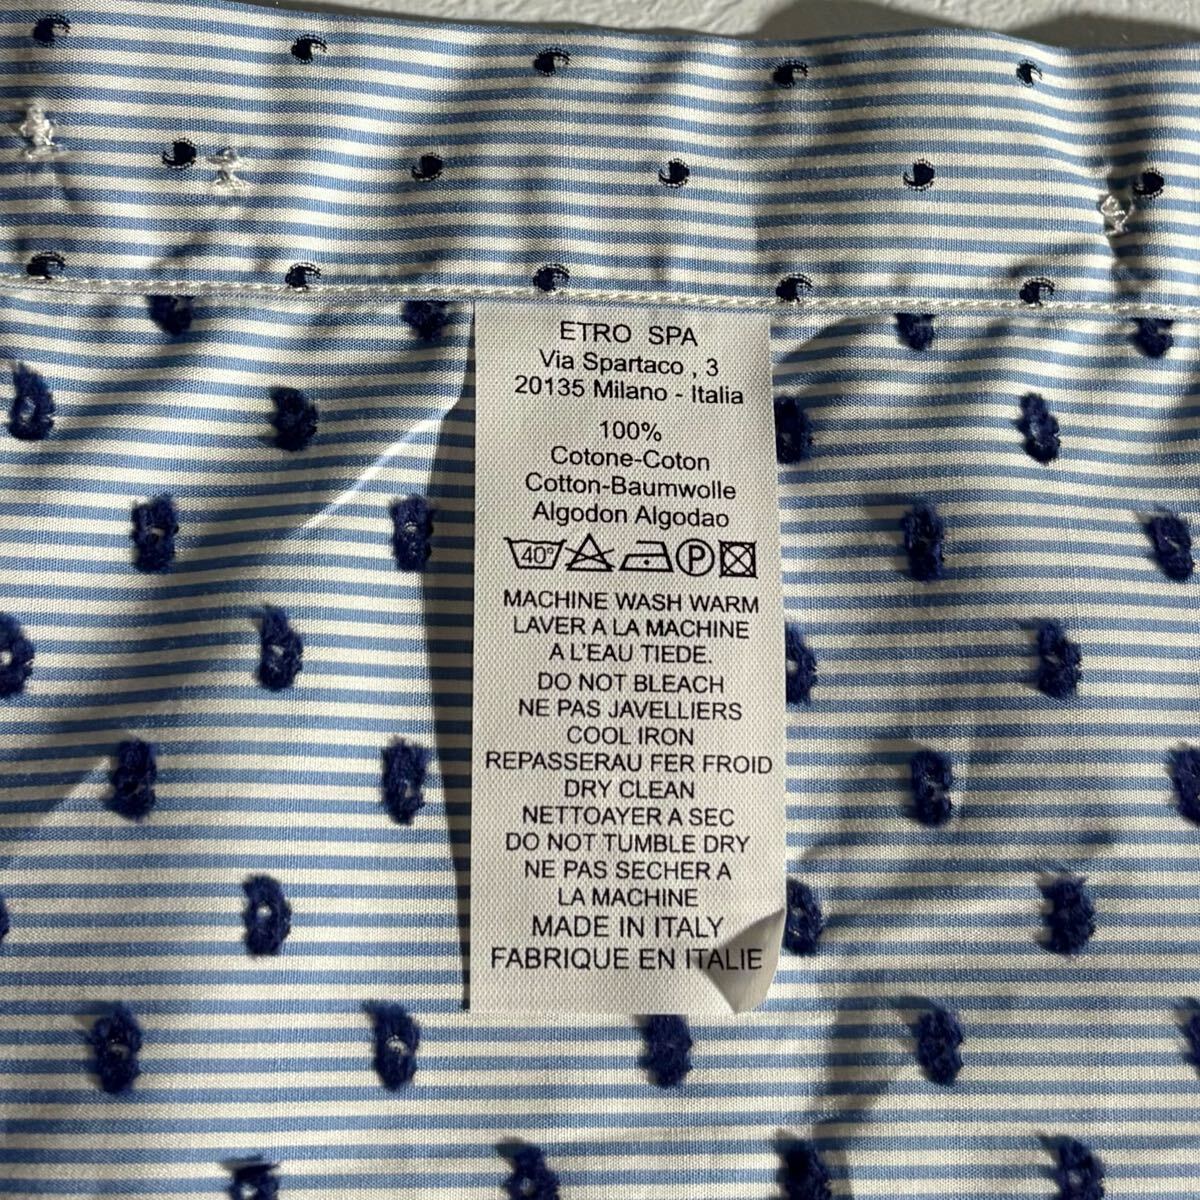 ETRO SPA
Via Spartaco , 3
20135 Milano - Italia
100%
Cotone-Coton
Cotton-Baumwolle
Algodon Algodao
40° P
MACHINE WASH WARM
LAVER A LA MACHINE
A L'EAU TIEDE.
DO NOT BLEACH
NE PAS JAVELLIERS
COOL IRON
REPASSERAU FER FROID
DRY CLEAN
NETTOAYER A SEC
DO NOT TUMBLE DRY
NE PAS SECHER A
LA MACHINE
MADE IN ITALY
FABRIQUE EN ITALIE